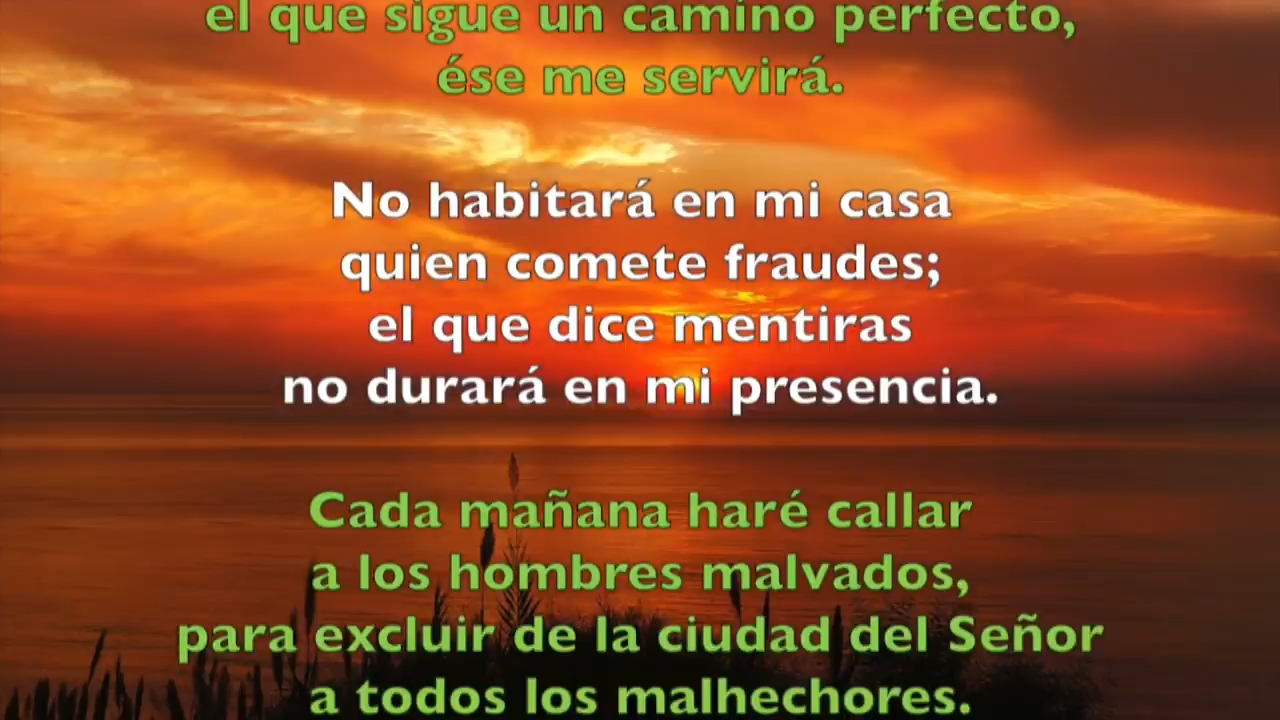 el que sigue un camino perfecto,
ése me servirá.
No habitará en mi casa
quien comete fraudes;
el que dice mentiras
no durará en mi presencia.
Cada mañana haré callar
a los hombres malvados,
para excluir de la ciudad del Señor
a todos los malhechores.